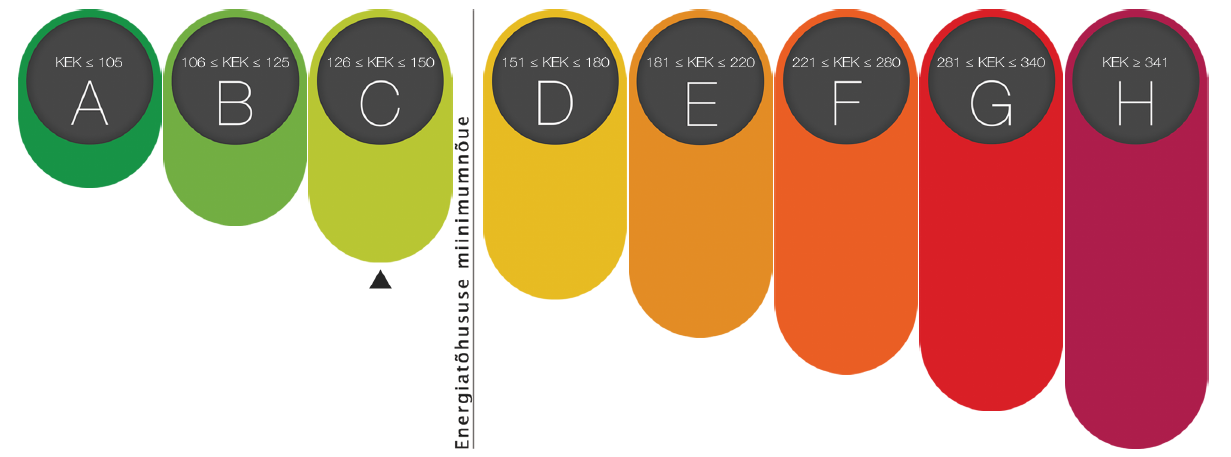 KEK ≤ 105
A
106 ≤ KEK ≤ 125
B
126 ≤ KEK ≤ 150
C
Energiatõhususe miinimumnõue
151 ≤ KEK ≤ 180
D
181 ≤ KEK ≤ 220
E
221 ≤ KEK ≤ 280
F
281 ≤ KEK ≤ 340
G
KEK ≥ 341
H